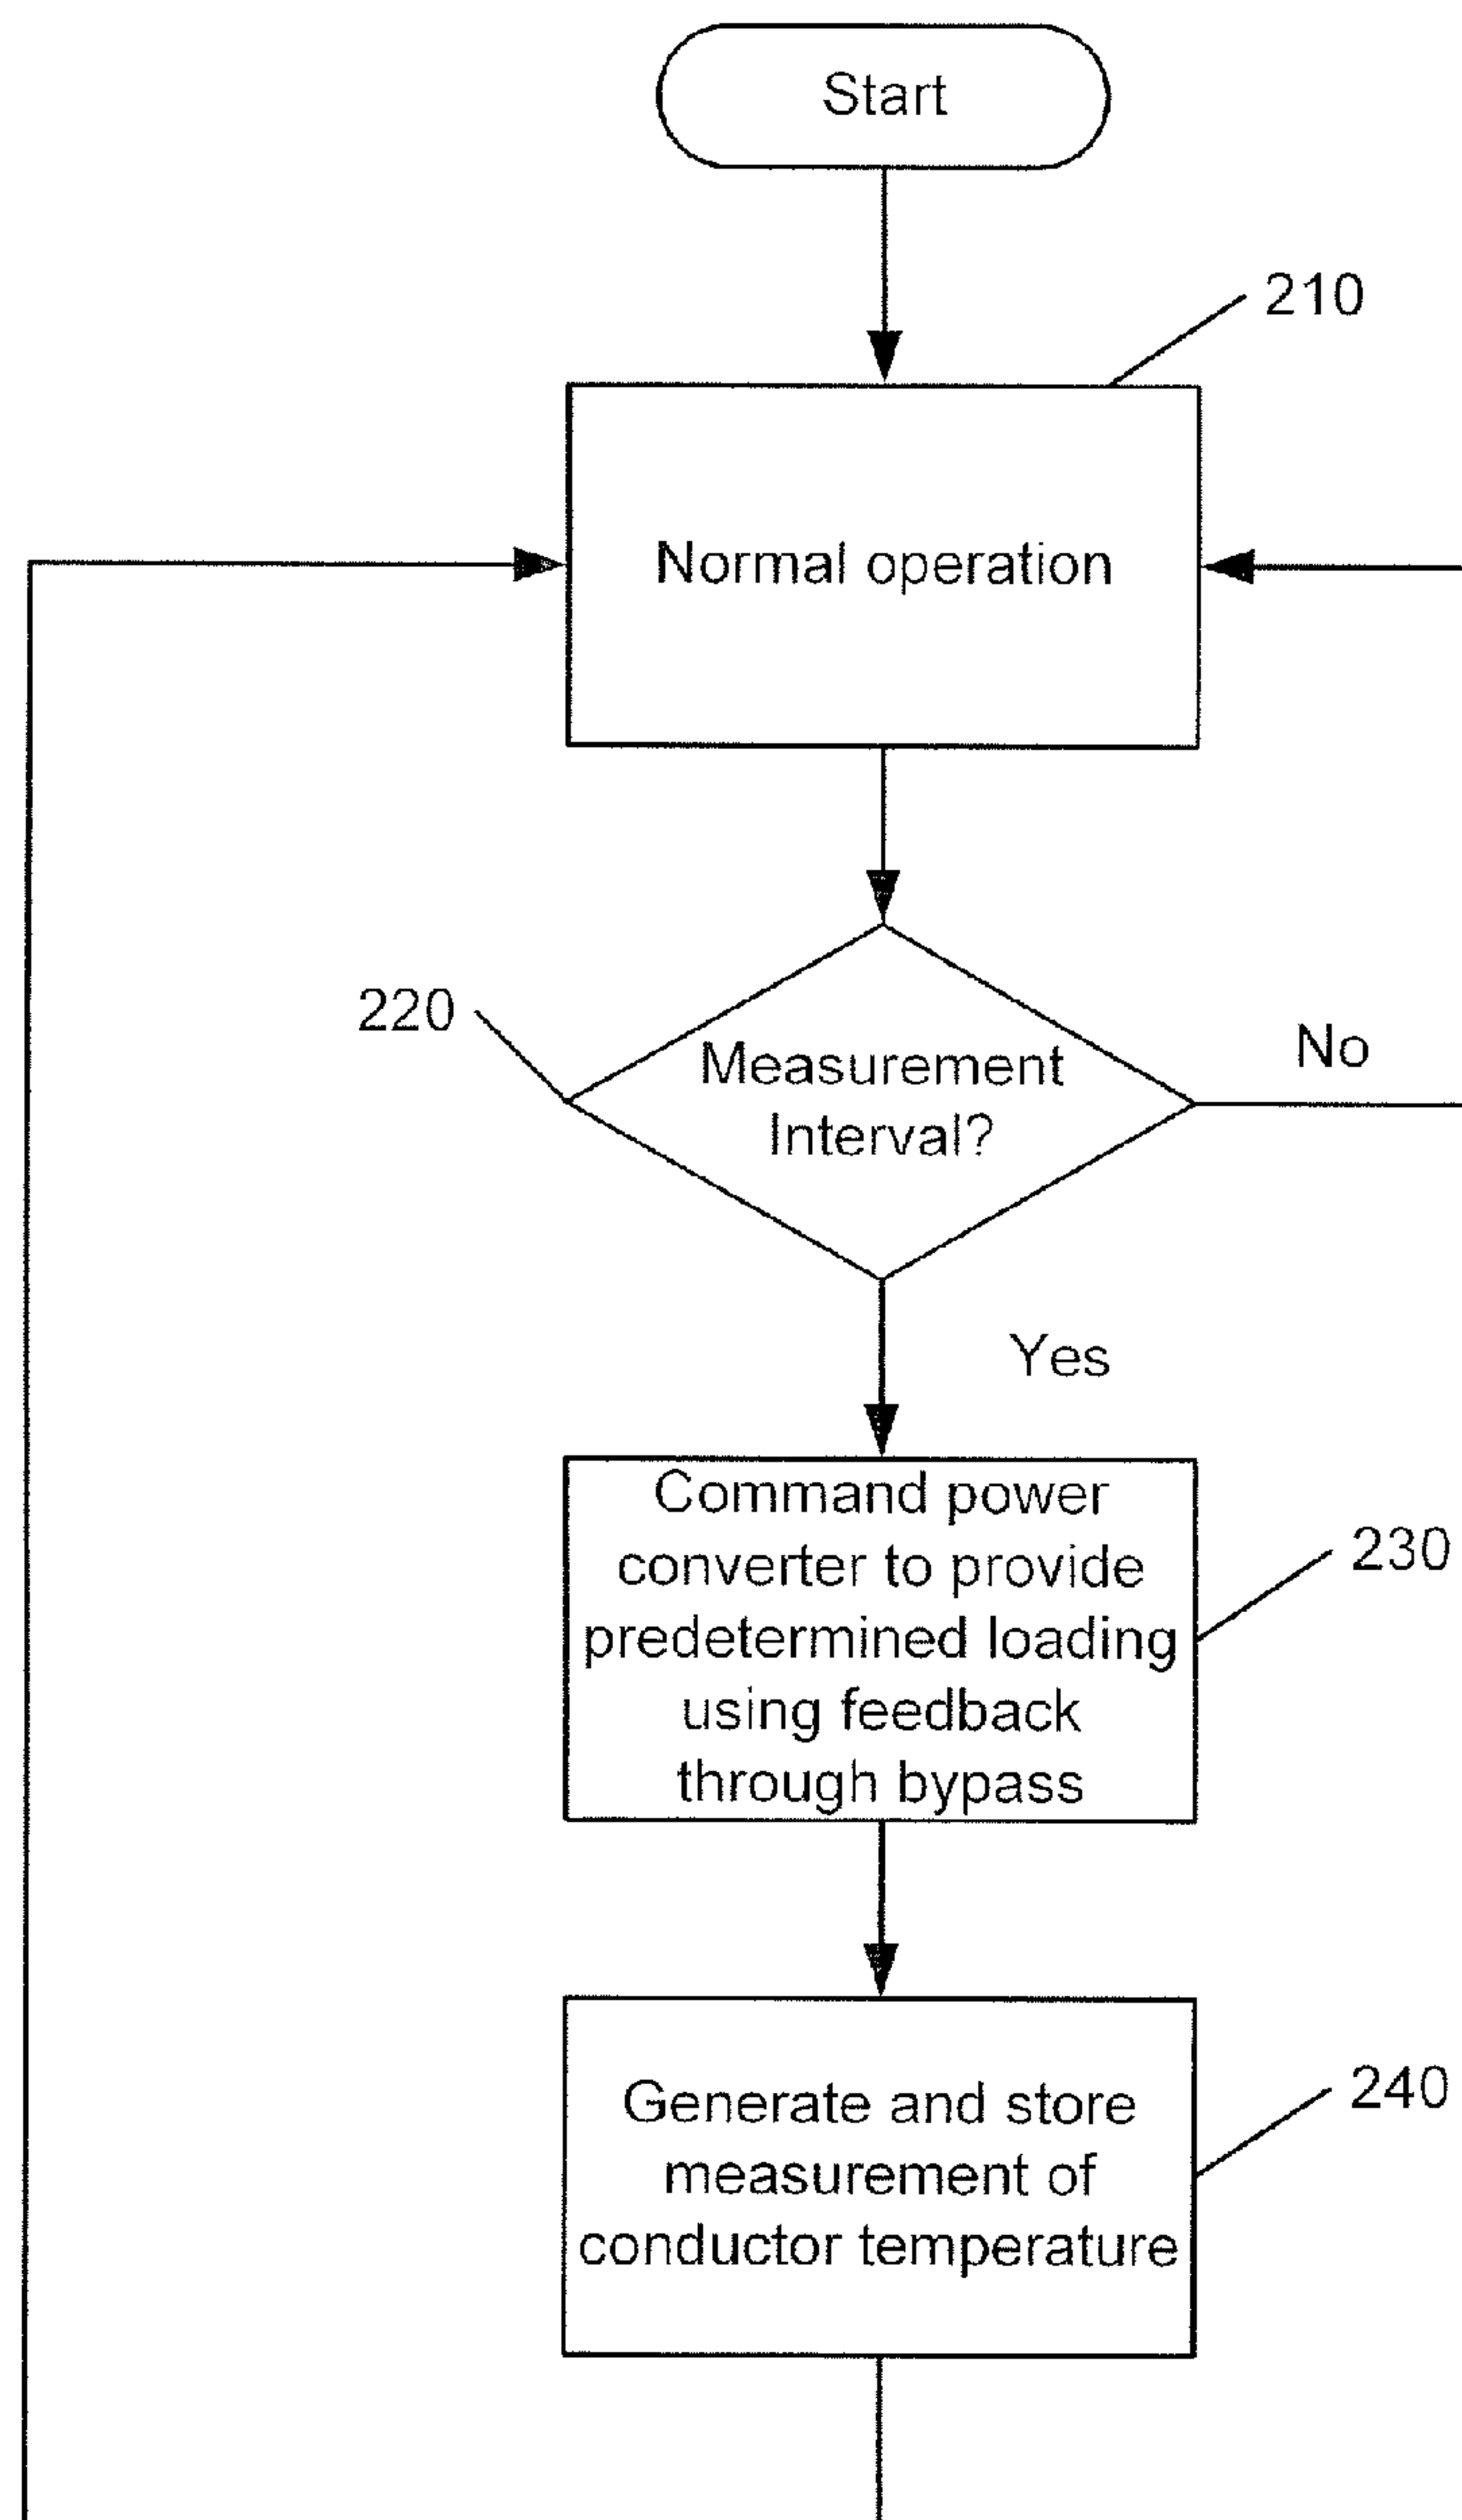 Start
210
Normal operation
220
Measurement
Interval?
No
Yes
Command power
converter to provide
predetermined loading
using feedback
through bypass
230
Generate and store
measurement of
conductor temperature
240